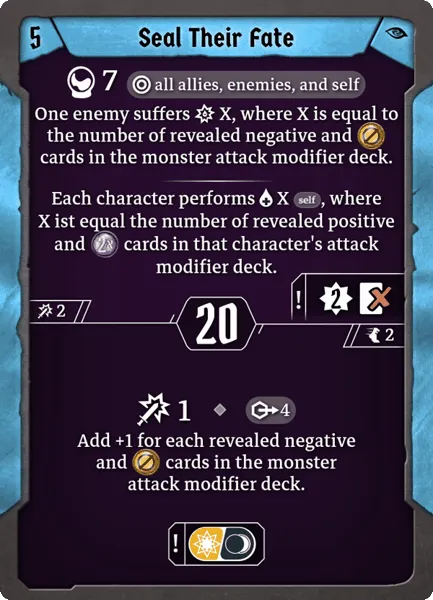 5 Seal Their Fate
7 all allies, enemies, and self
One enemy suffers X, where X is equal to
the number of revealed negative and
cards in the monster attack modifier deck.
Each character performs X self, where
X ist equal the number of revealed positive
and 2x cards in that character's attack
modifier deck.
! 2
2
20
2
1 4
Add +1 for each revealed negative
and cards in the monster
attack modifier deck.
!